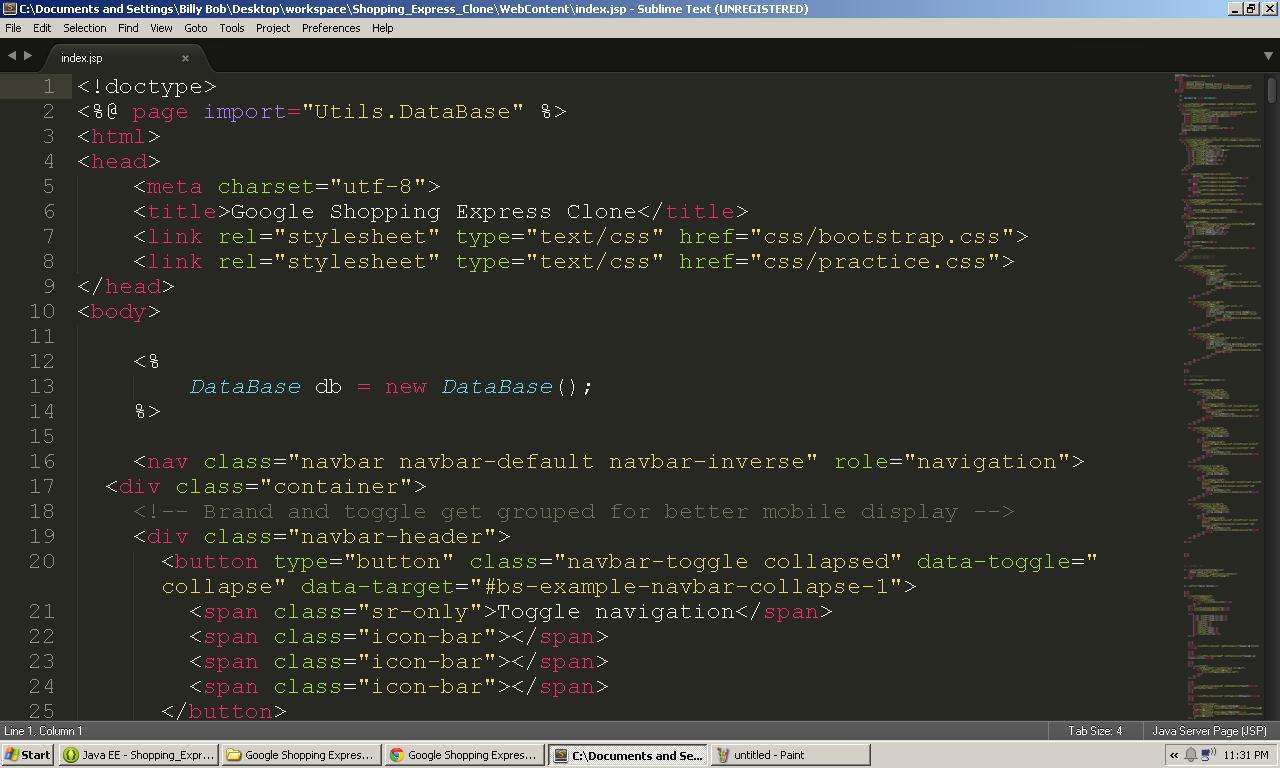 C:\Documents and Settings\Billy Bob\Desktop\workspace\Shopping_Express_Clone\WebContent\index.jsp - Sublime Text (UNREGISTERED)
File Edit Selection Find View Goto Tools Project Preferences Help
index.jsp
1 <!doctype>
2 <%@ page import="Utils.DataBase"
3 <html>
4 <head>
5 <meta charset="utf-8">
6 <title>Google Shopping </title>
7 <link rel="stylesheet" type="text/css" href="css/bootstrap.css">
8 <link rel="stylesheet" type="text/css" href="css/practice.css">
9 </head>
10 <body>
11
12 <%
13 DataBase db = new DataBase();
14 %>
15
16 <nav class="navbar navbar-default navbar-inverse" role="navigation">
17 <div class="container">
18 <!-- Brand and toggle get grouped for better mobile display -->
19 <div class="navbar-header">
20 <button type="button" class="navbar-toggle collapsed" data-toggle="
collapse" data-target="#bs-example-navbar-collapse-1">
21 <span class="sr-only">Toggle navigation</span>
22 <span class="icon-bar"></span>
23 <span class="icon-bar"></span>
24 <span class="icon-bar"></span>
25 </button>
Line 1, Column 1 Tab Size: 4 Java Server Page (JSP)
Start Java EE - Shopping_Expr... Google Shopping Expres... Google Shopping Expres... C:\Documents and Se... untitled - Paint « 11:31 PM